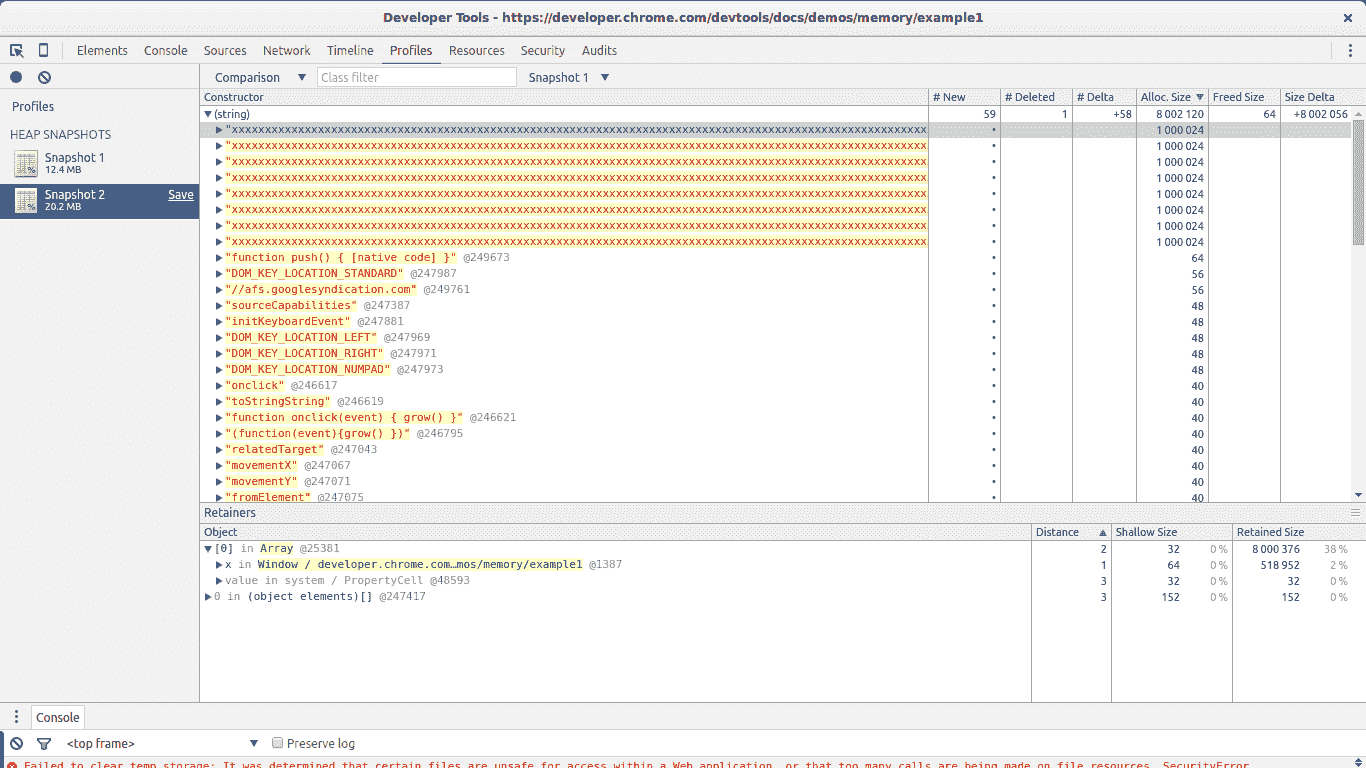 Developer Tools - https://developer.chrome.com/devtools/docs/demos/memory/example1
Elements Console Sources Network Timeline Profiles Resources Security Audits
Comparison Class filter Snapshot 1
Profiles
HEAP SNAPSHOTS
Snapshot 1
12.4 MB
Snapshot 2 Save
20.2 MB
Constructor # New # Deleted # Delta Alloc. Size Freed Size Size Delta
(string) 59 1 +58 8 002 120 64 +8 002 056
1 000 024
1 000 024
1 000 024
1 000 024
1 000 024
1 000 024
1 000 024
1 000 024
"function push() { [native code] }" @249673 • 64
"DOM_KEY_LOCATION_STANDARD" @247987 • 56
"//afs.googlesyndication.com" @249761 • 56
"sourceCapabilities" @247387 • 48
"initKeyboardEvent" @247881 • 48
"DOM_KEY_LOCATION_LEFT" @247969 • 48
"DOM_KEY_LOCATION_RIGHT" @247971 • 48
"DOM_KEY_LOCATION_NUMPAD" @247973 • 48
"onclick" @246617 • 40
"toStringString" @246619 • 40
"function onclick(event) { grow() }" @246621 • 40
"(function(event){grow() })" @246795 • 40
"relatedTarget" @247043 • 40
"movementX" @247067 • 40
"movementY" @247071 • 40
"fromElement" @247075 • 40
Retainers
Object Distance Shallow Size Retained Size
[0] in Array @25381 2 32 0 % 8 000 376 38 %
x in Window / developer.chrome.com…mos/memory/example1 @1387 1 64 0 % 518 952 2 %
value in system / PropertyCell @48593 3 32 0 % 32 0 %
0 in (object elements)[] @247417 3 152 0 % 152 0 %
Console
<top frame> Preserve log
Failed to clear temp storage: It was determined that certain files are unsafe for access within a Web application, or that too many calls are being made on file resources. SecurityError